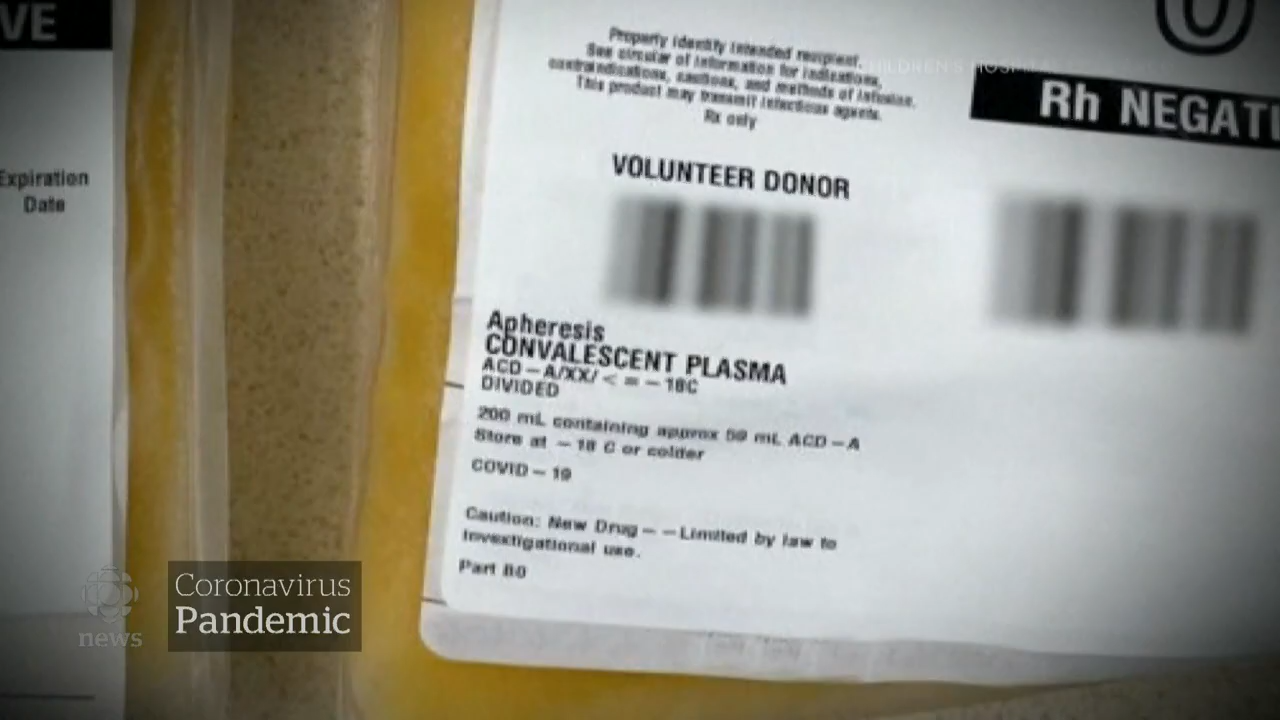 VE
Expiration
Date
O
Rh NEGATI
CHILDREN'S HOSPI
Properly identify intended recipient.
See circular of information for indications,
contraindications, cautions, and methods of infusion.
This product may transmit infectious agents.
Rx only
VOLUNTEER DONOR
Apheresis
CONVALESCENT PLASMA
ACD-A/XX/<=-18C
DIVIDED
200 mL containing approx 50 mL ACD-A
Store at -18 C or colder
COVID-19
Caution: New Drug--Limited by law to
investigational use.
Part B0
news
Coronavirus
Pandemic